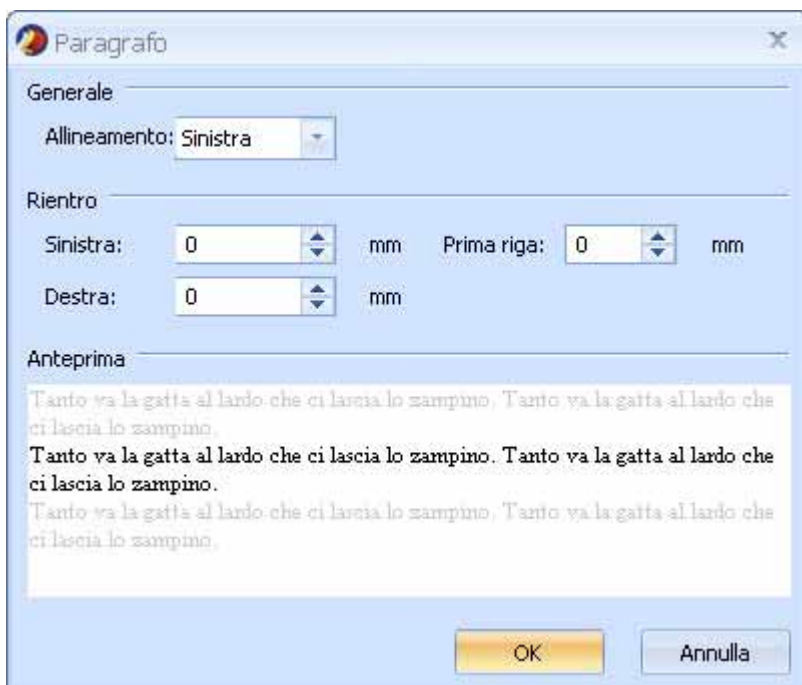 Paragrafo
Generale
Allineamento: Sinistra
Rientro
Sinistra: 0 mm Prima riga: 0 mm
Destra: 0 mm
Anteprima
Tanto va la gatta al lardo che ci lascia lo zampino. Tanto va la gatta al lardo che
ci lascia lo zampino.
Tanto va la gatta al lardo che ci lascia lo zampino. Tanto va la gatta al lardo che
ci lascia lo zampino.
Tanto va la gatta al lardo che ci lascia lo zampino. Tanto va la gatta al lardo che
ci lascia lo zampino.
OK Annulla